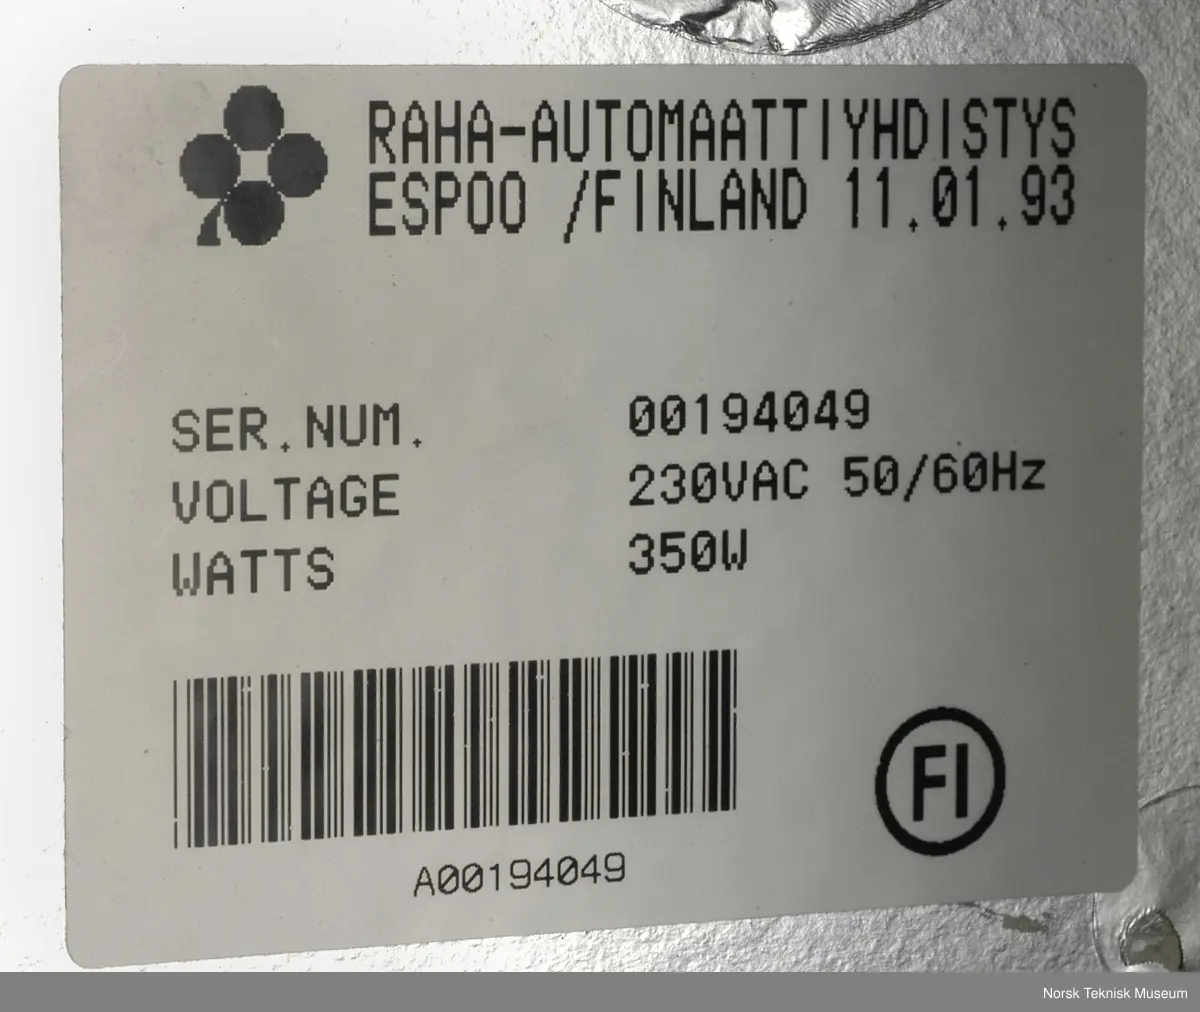 RAHA-AUTOMAATTIYHDISTYS
ESPOO /FINLAND 11.01.93
SER.NUM. 00194049
VOLTAGE 230VAC 50/60Hz
WATTS 350W
A00194049
FI
Norsk Teknisk Museum